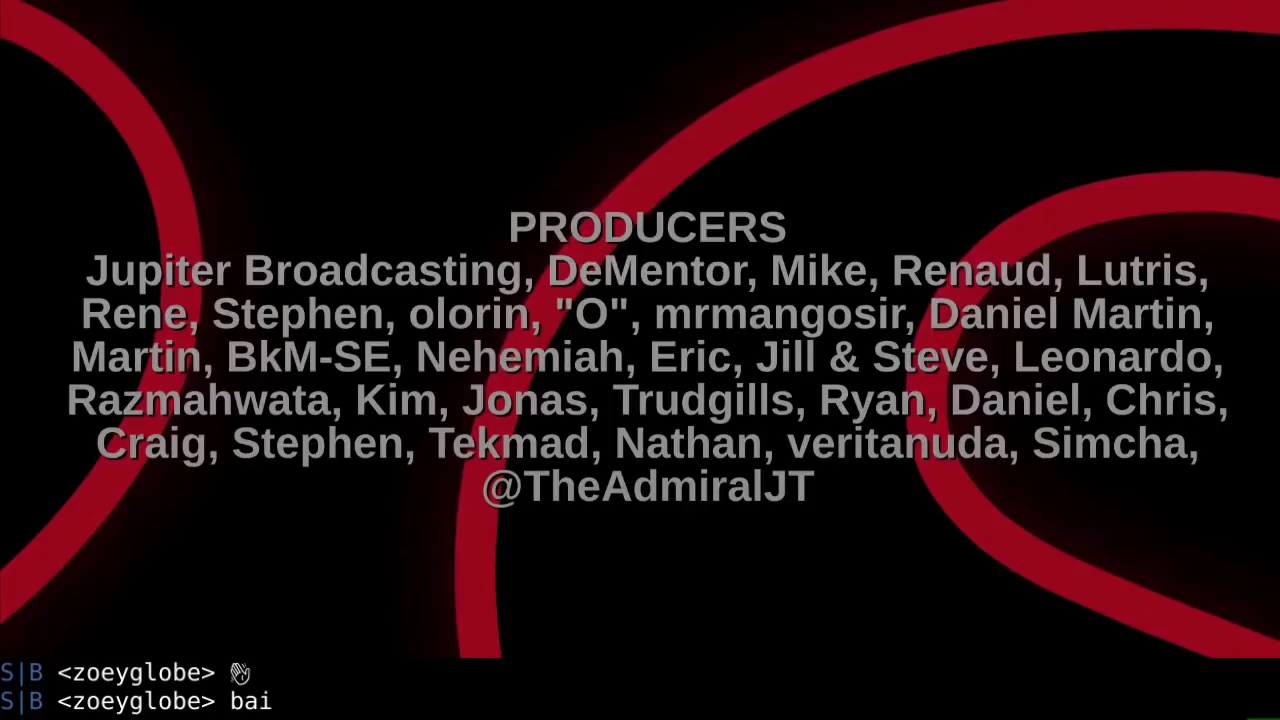 PRODUCERS
Jupiter Broadcasting, DeMentor, Mike, Renaud, Lutris,
Rene, Stephen, olorin, "O", mrmangosir, Daniel Martin,
Martin, BkM-SE, Nehemiah, Eric, Jill & Steve, Leonardo,
Razmahwata, Kim, Jonas, Trudgills, Ryan, Daniel, Chris,
Craig, Stephen, Tekmad, Nathan, veritanuda, Simcha,
@TheAdmiralJT
S|B <zoeyglobe> 👋
S|B <zoeyglobe> bai